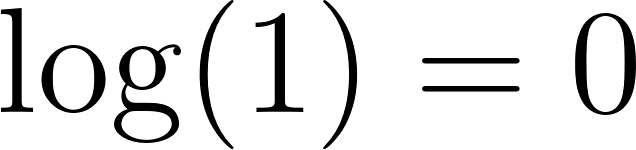 log(1) = 0